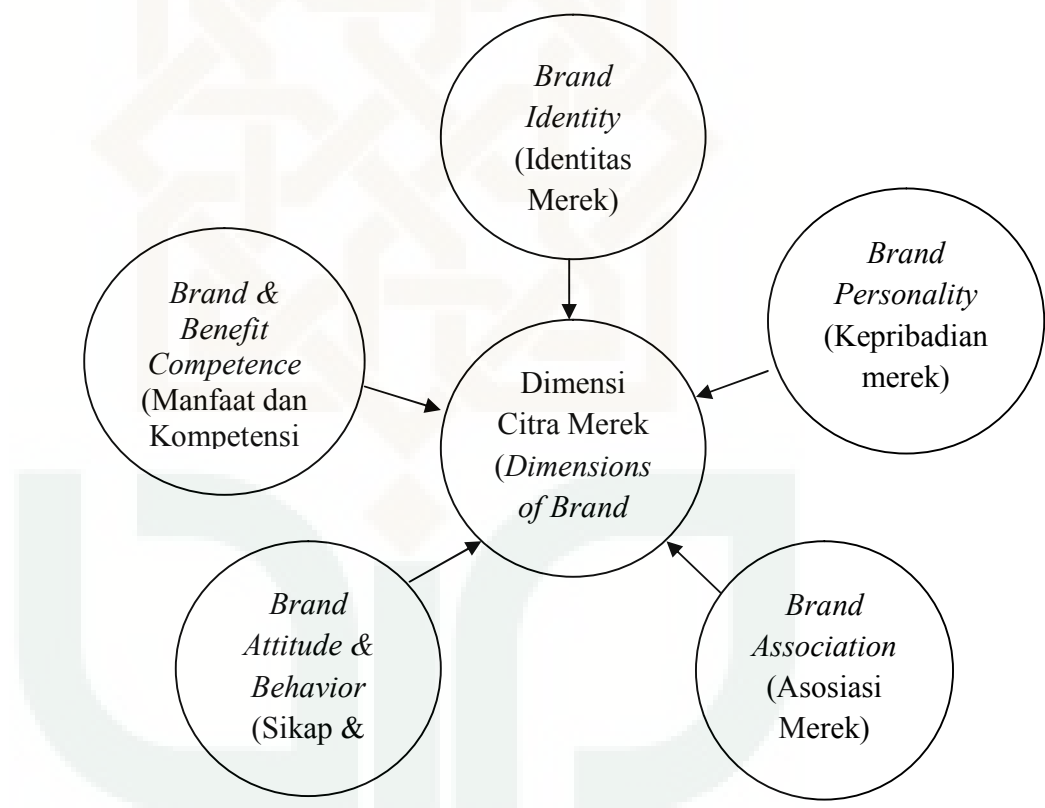 Brand
Identity
(Identitas
Merek)
Brand
Personality
(Kepribadian
merek)
Brand &
Benefit
Competence
(Manfaat dan
Kompetensi
Dimensi
Citra Merek
(Dimensions
of Brand
Brand
Attitude &
Behavior
(Sikap &
Brand
Association
(Asosiasi
Merek)